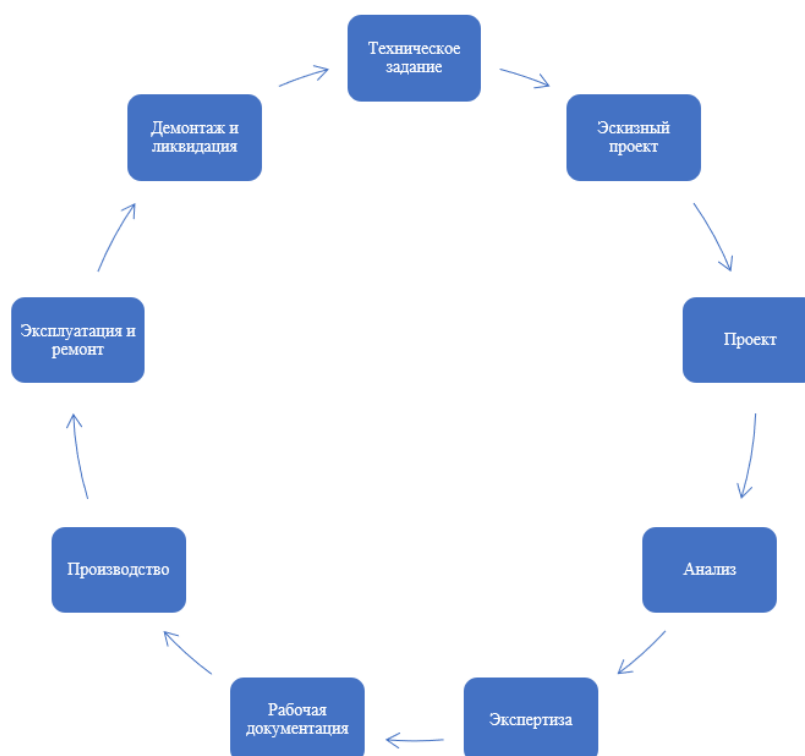 Техническое
задание
Эскизный
проект
Проект
Анализ
Экспертиза
Рабочая
документация
Производство
Эксплуатация и
ремонт
Демонтаж и
ликвидация